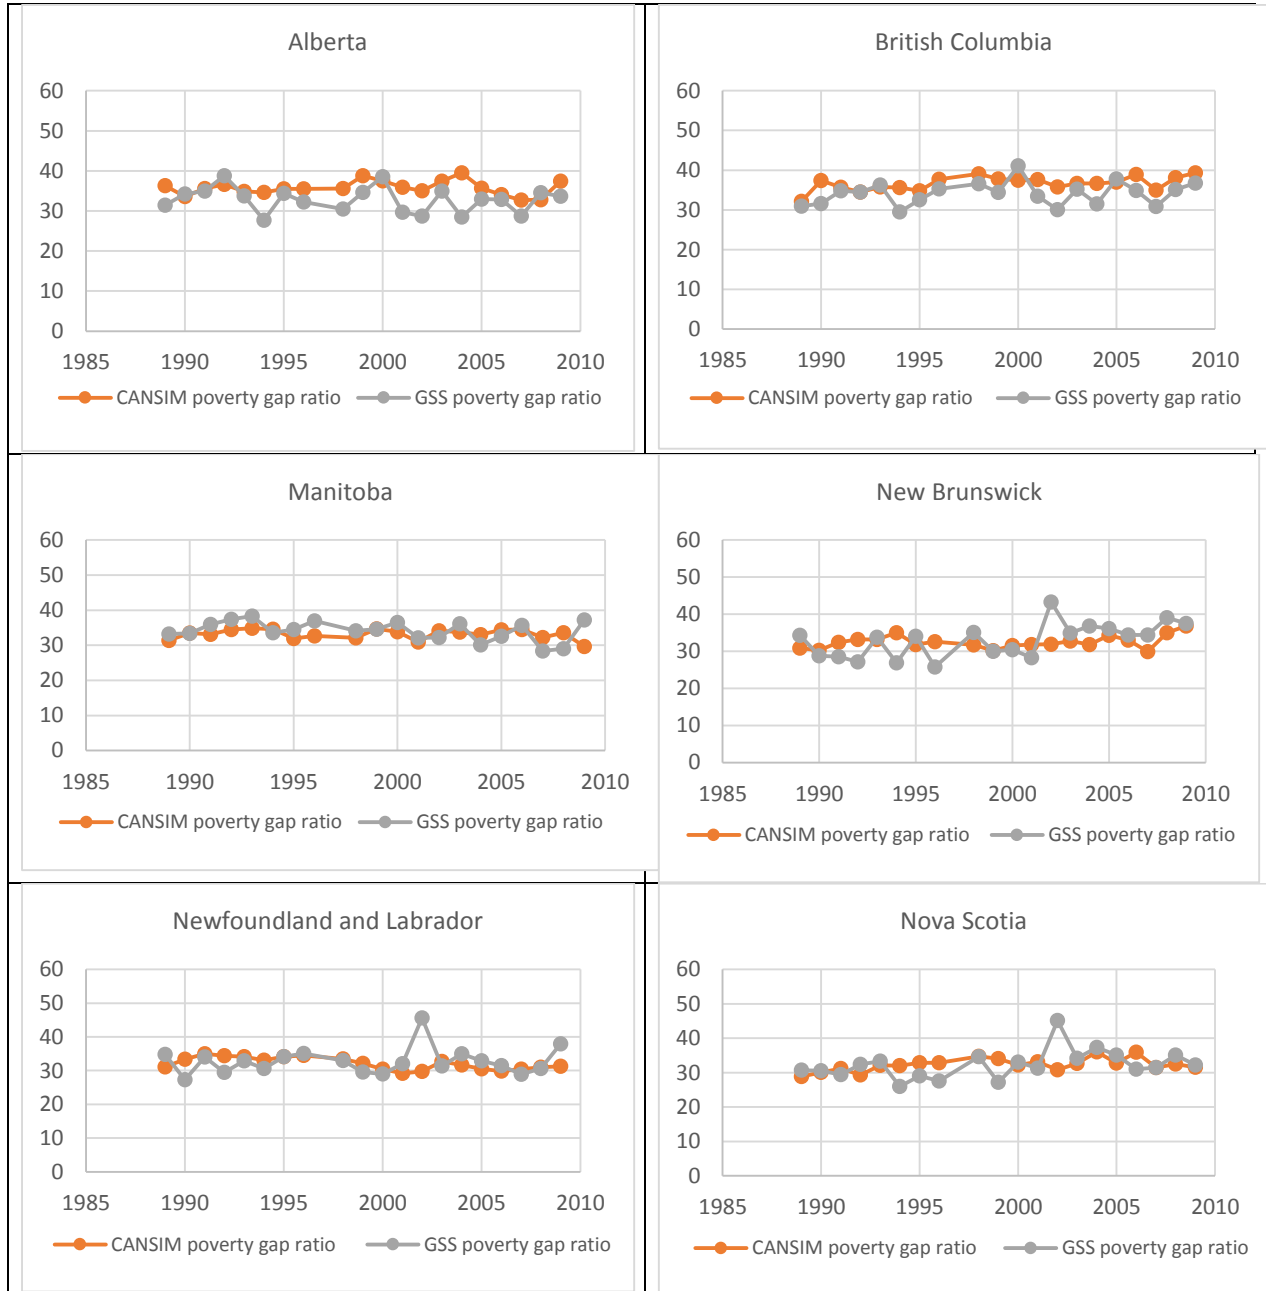 Alberta
60
50
40
30
20
10
0
1985 1990 1995 2000 2005 2010
CANSIM poverty gap ratio GSS poverty gap ratio
British Columbia
60
50
40
30
20
10
0
1985 1990 1995 2000 2005 2010
CANSIM poverty gap ratio GSS poverty gap ratio
Manitoba
60
50
40
30
20
10
0
1985 1990 1995 2000 2005 2010
CANSIM poverty gap ratio GSS poverty gap ratio
New Brunswick
60
50
40
30
20
10
0
1985 1990 1995 2000 2005 2010
CANSIM poverty gap ratio GSS poverty gap ratio
Newfoundland and Labrador
60
50
40
30
20
10
0
1985 1990 1995 2000 2005 2010
CANSIM poverty gap ratio GSS poverty gap ratio
Nova Scotia
60
50
40
30
20
10
0
1985 1990 1995 2000 2005 2010
CANSIM poverty gap ratio GSS poverty gap ratio